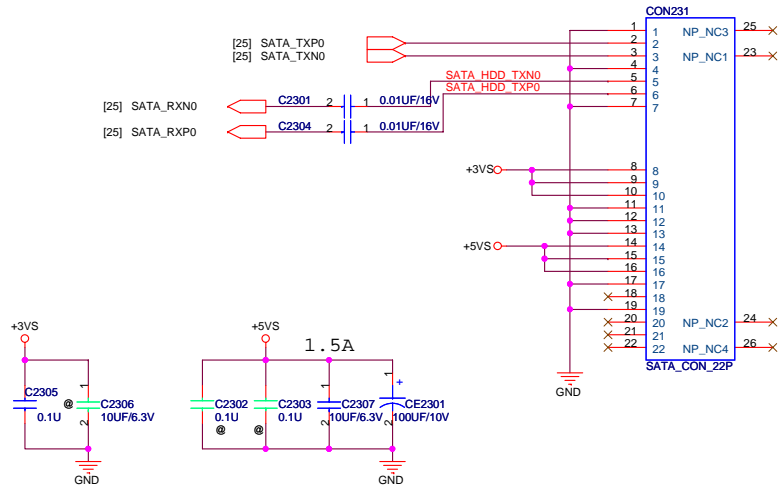 CON231
[25] SATA_TXP0
[25] SATA_TXN0
SATA_HDD_TXN0
SATA_HDD_TXP0
[25] SATA_RXN0
C2301
2
1
0.01UF/16V
[25] SATA_RXP0
C2304
2
1
0.01UF/16V
1 1 NP_NC3 25
2 2
3 3 NP_NC1 23
4 4
5 5
6 6
7 7
+3VS
8 8
9 9
10 10
11 11
12 12
13 13
+5VS
14 14
15 15
16 16
17 17
18 18
19 19
20 20 NP_NC2 24
21 21
22 22 NP_NC4 26
SATA_CON_22P
GND
+3VS
C2305
0.1U
1
@
C2306
10UF/6.3V
2
GND
+5VS
1.5A
C2302
0.1U
@
C2303
0.1U
@
1
C2307
10UF/6.3V
2
1
+
CE2301
100UF/10V
2
GND